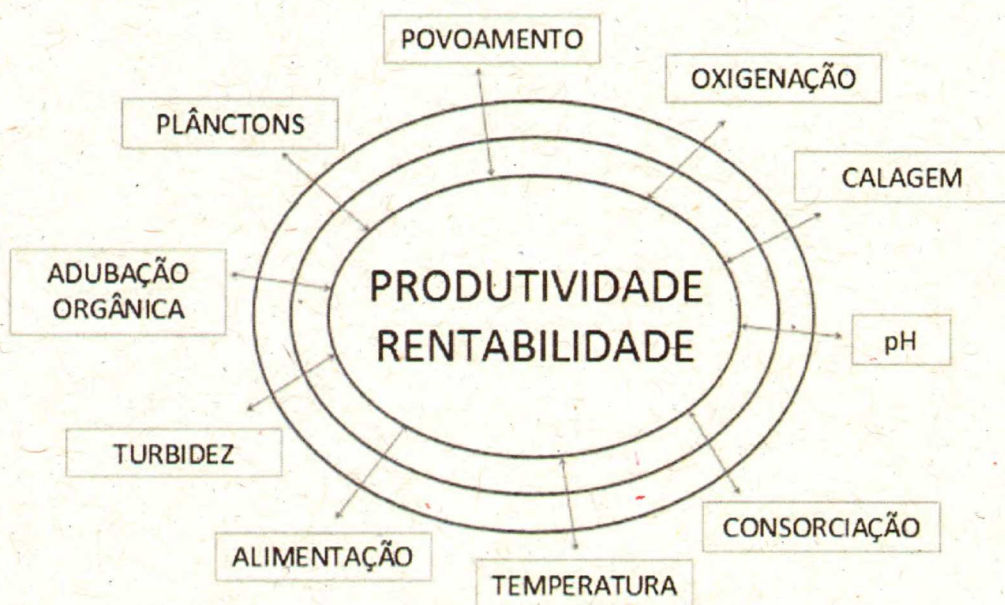 POVOAMENTO
OXIGENAÇÃO
PLÂNCTONS
CALAGEM
ADUBAÇÃO
ORGÂNICA
PRODUTIVIDADE
RENTABILIDADE
pH
TURBIDEZ
CONSORCIAÇÃO
ALIMENTAÇÃO
TEMPERATURA